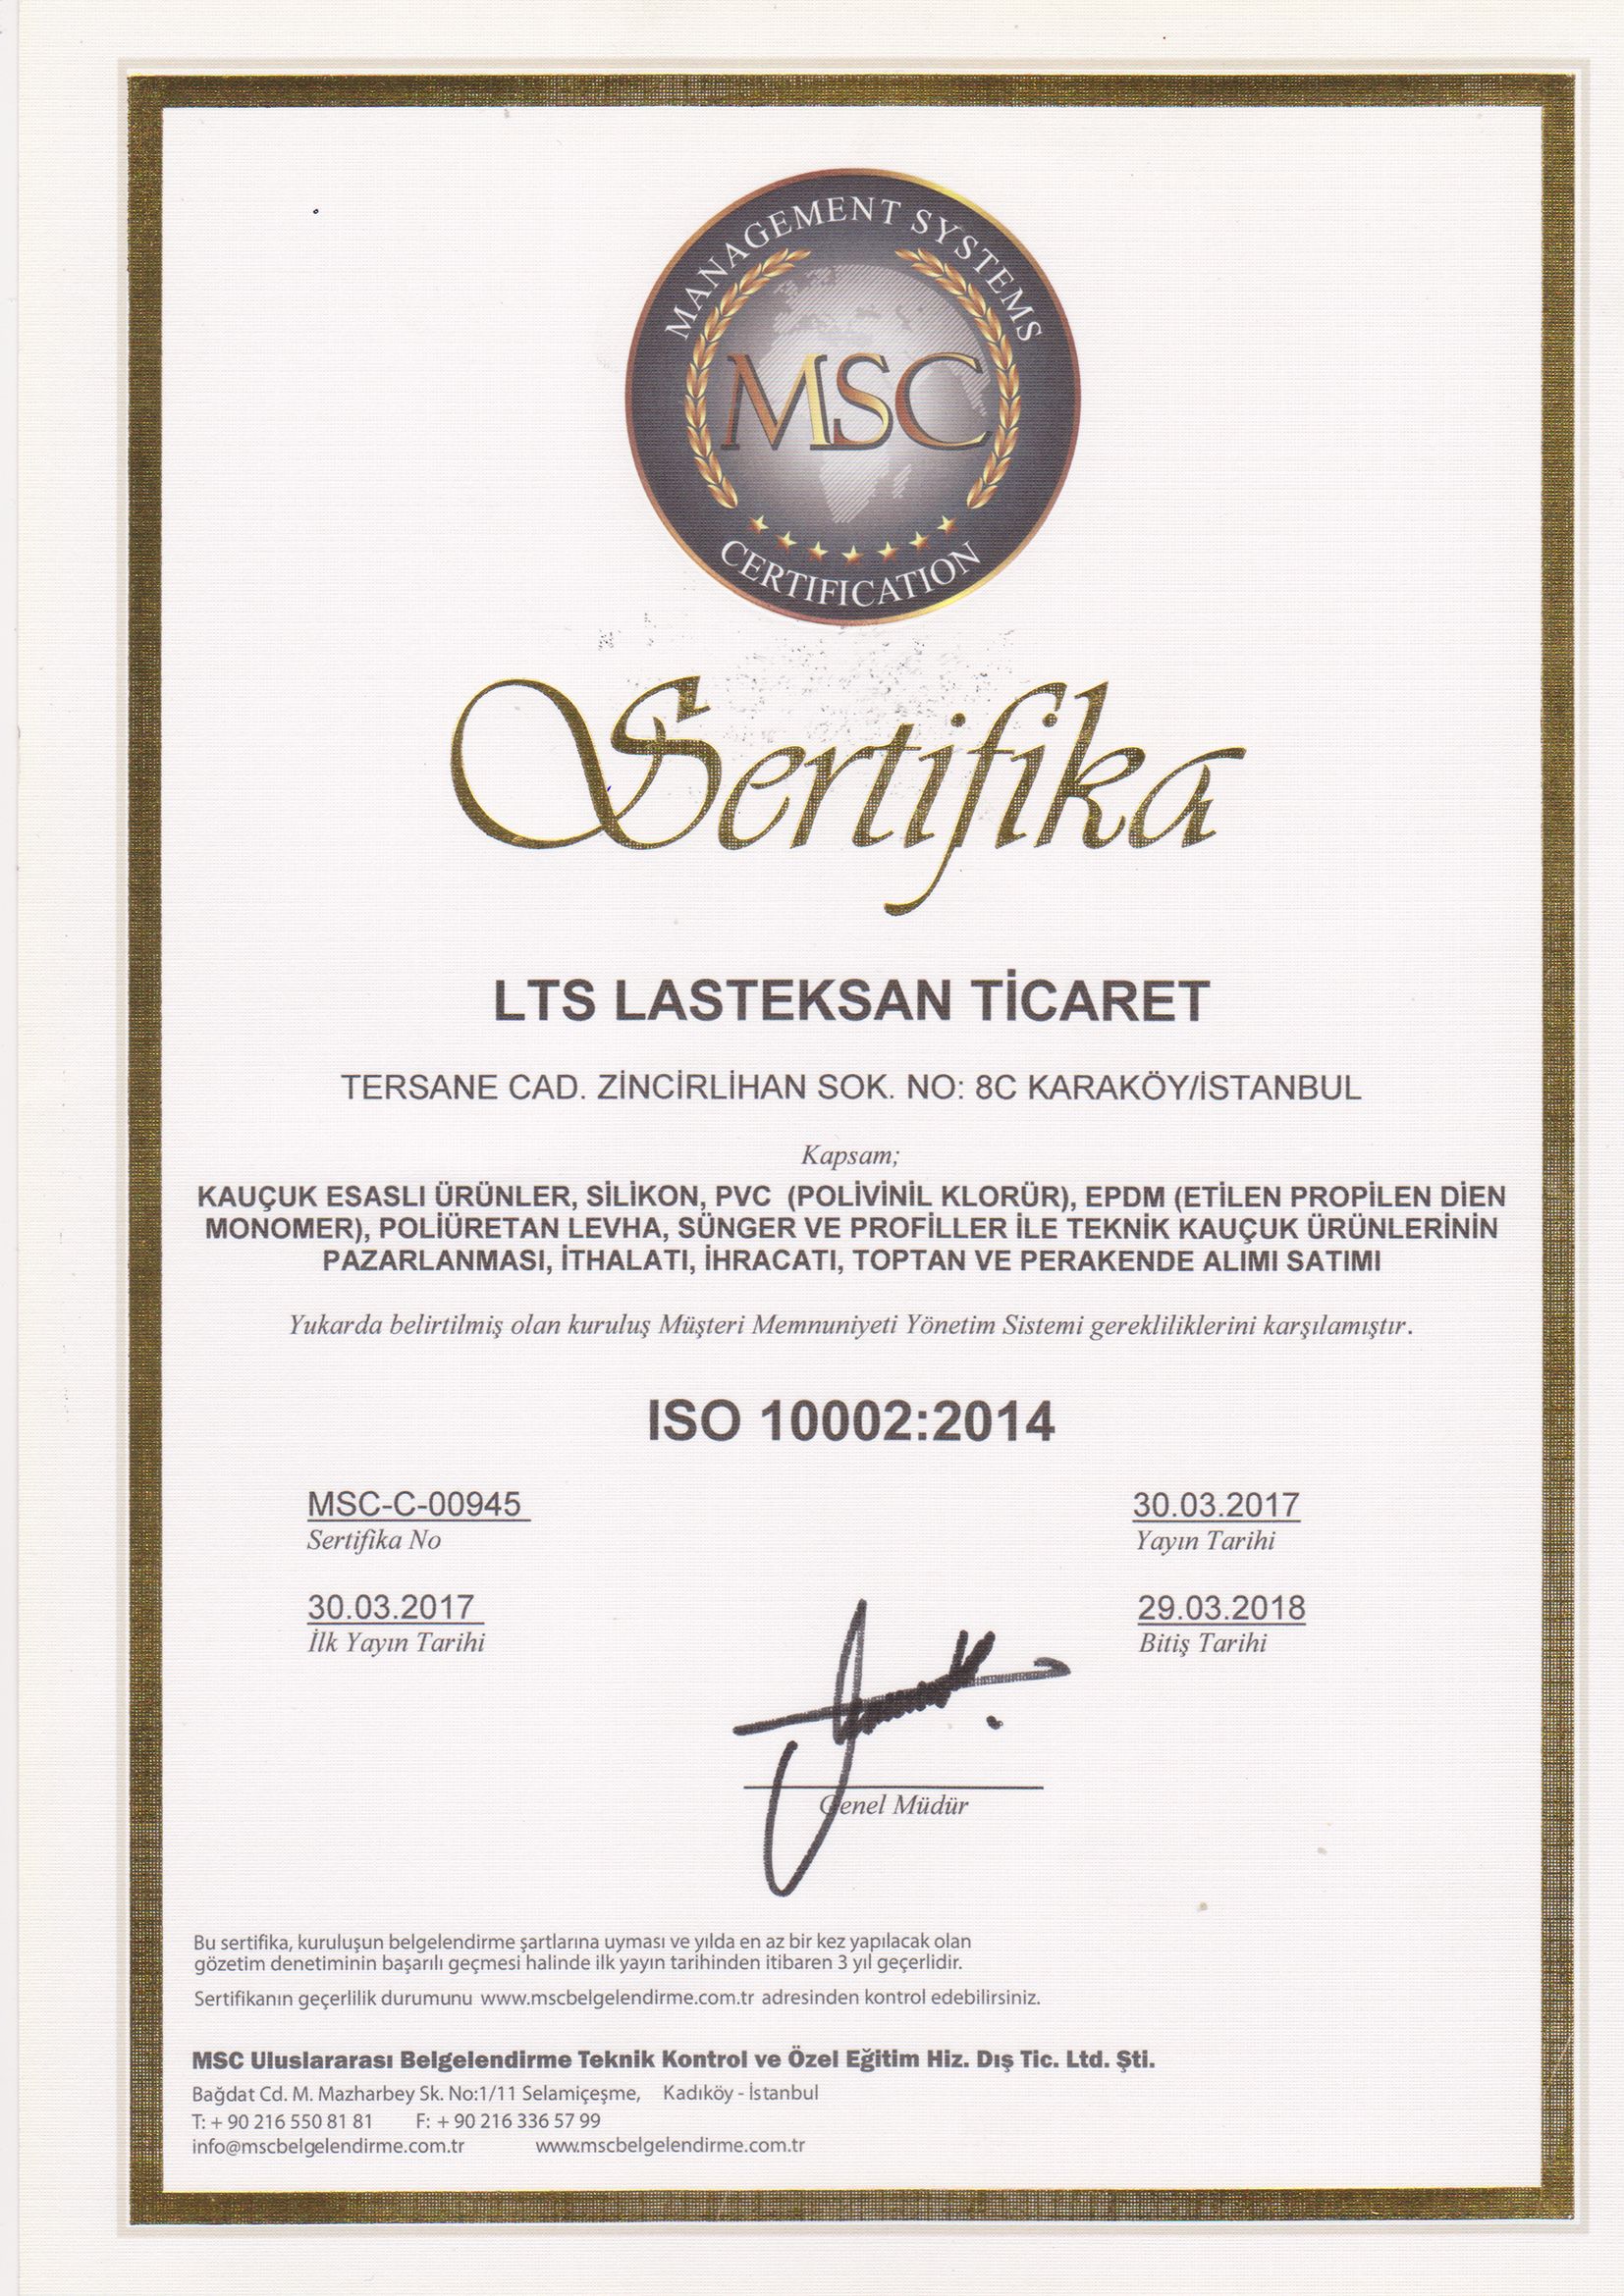 MANAGEMENT SYSTEMS
MSC
CERTIFICATION
Sertifika
LTS LASTEKSAN TİCARET
TERSANE CAD. ZİNCİRLİHAN SOK. NO: 8C KARAKÖY/İSTANBUL
Kapsam;
KAUÇUK ESASLI ÜRÜNLER, SİLİKON, PVC (POLİVİNİL KLORÜR), EPDM (ETİLEN PROPİLEN DİEN
MONOMER), POLİÜRETAN LEVHA, SÜNGER VE PROFİLLER İLE TEKNİK KAUÇUK ÜRÜNLERİNİN
PAZARLANMASI, İTHALATI, İHRACATI, TOPTAN VE PERAKENDE ALIMI SATIMI
Yukarda belirtilmiş olan kuruluş Müşteri Memnuniyeti Yönetim Sistemi gerekliliklerini karşılamıştır.
ISO 10002:2014
MSC-C-00945
Sertifika No
30.03.2017
Yayın Tarihi
30.03.2017
İlk Yayın Tarihi
29.03.2018
Bitiş Tarihi
Genel Müdür
Bu sertifika, kuruluşun belgelendirme şartlarına uyması ve yılda en az bir kez yapılacak olan
gözetim denetiminin başarılı geçmesi halinde ilk yayın tarihinden itibaren 3 yıl geçerlidir.
Sertifikanın geçerlilik durumunu www.mscbelgelendirme.com.tr adresinden kontrol edebilirsiniz.
MSC Uluslararası Belgelendirme Teknik Kontrol ve Özel Eğitim Hiz. Dış Tic. Ltd. Şti.
Bağdat Cd. M. Mazharbey Sk. No:1/11 Selamiçeşme, Kadıköy - İstanbul
T: + 90 216 550 81 81 F: + 90 216 336 57 99
info@mscbelgelendirme.com.tr www.mscbelgelendirme.com.tr